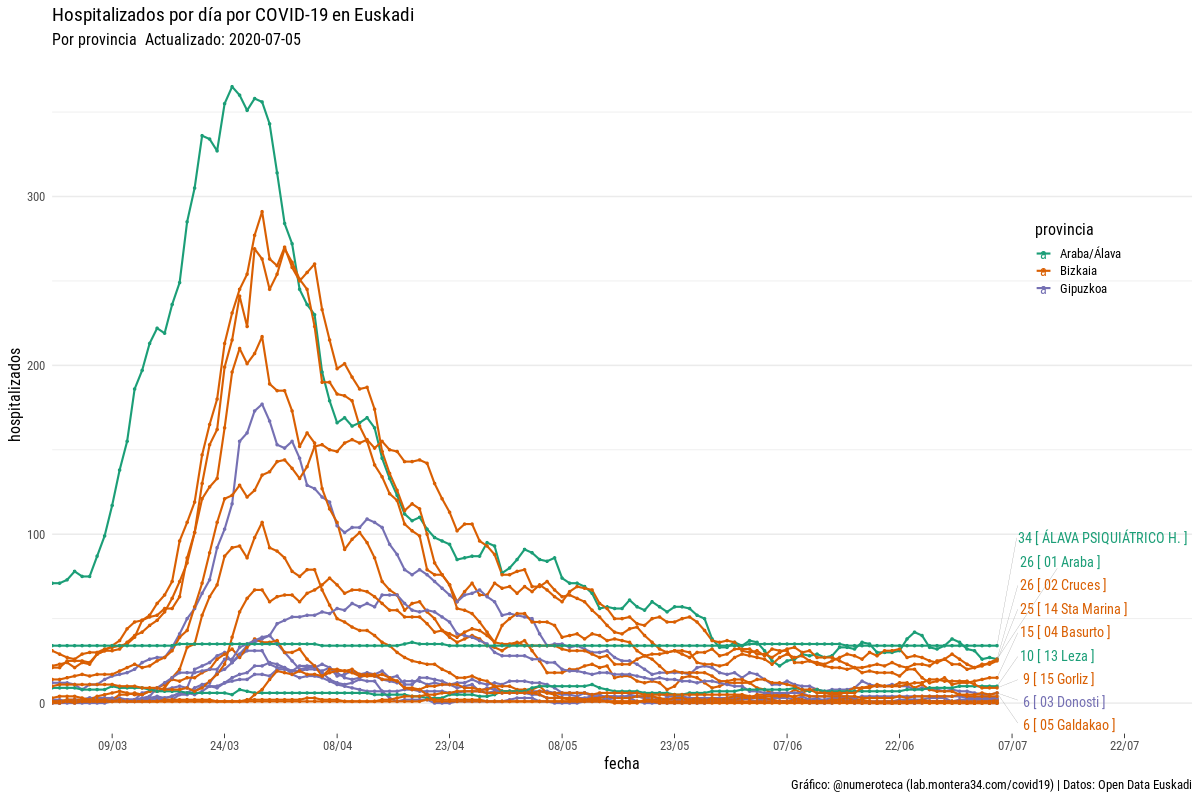 Hospitalizados por día por COVID-19 en Euskadi
Por provincia  Actualizado: 2020-07-05
hospitalizados
300
200
100
0
provincia
Araba/Álava
Bizkaia
Gipuzkoa
34 [ ÁLAVA PSIQUIÁTRICO H. ]
26 [ 01 Araba ]
26 [ 02 Cruces ]
25 [ 14 Sta Marina ]
15 [ 04 Basurto ]
10 [ 13 Leza ]
9 [ 15 Gorliz ]
6 [ 03 Donosti ]
6 [ 05 Galdakao ]
09/03 24/03 08/04 23/04 08/05 23/05 07/06 22/06 07/07 22/07
fecha
Gráfico: @numeroteca (lab.montera34.com/covid19) | Datos: Open Data Euskadi